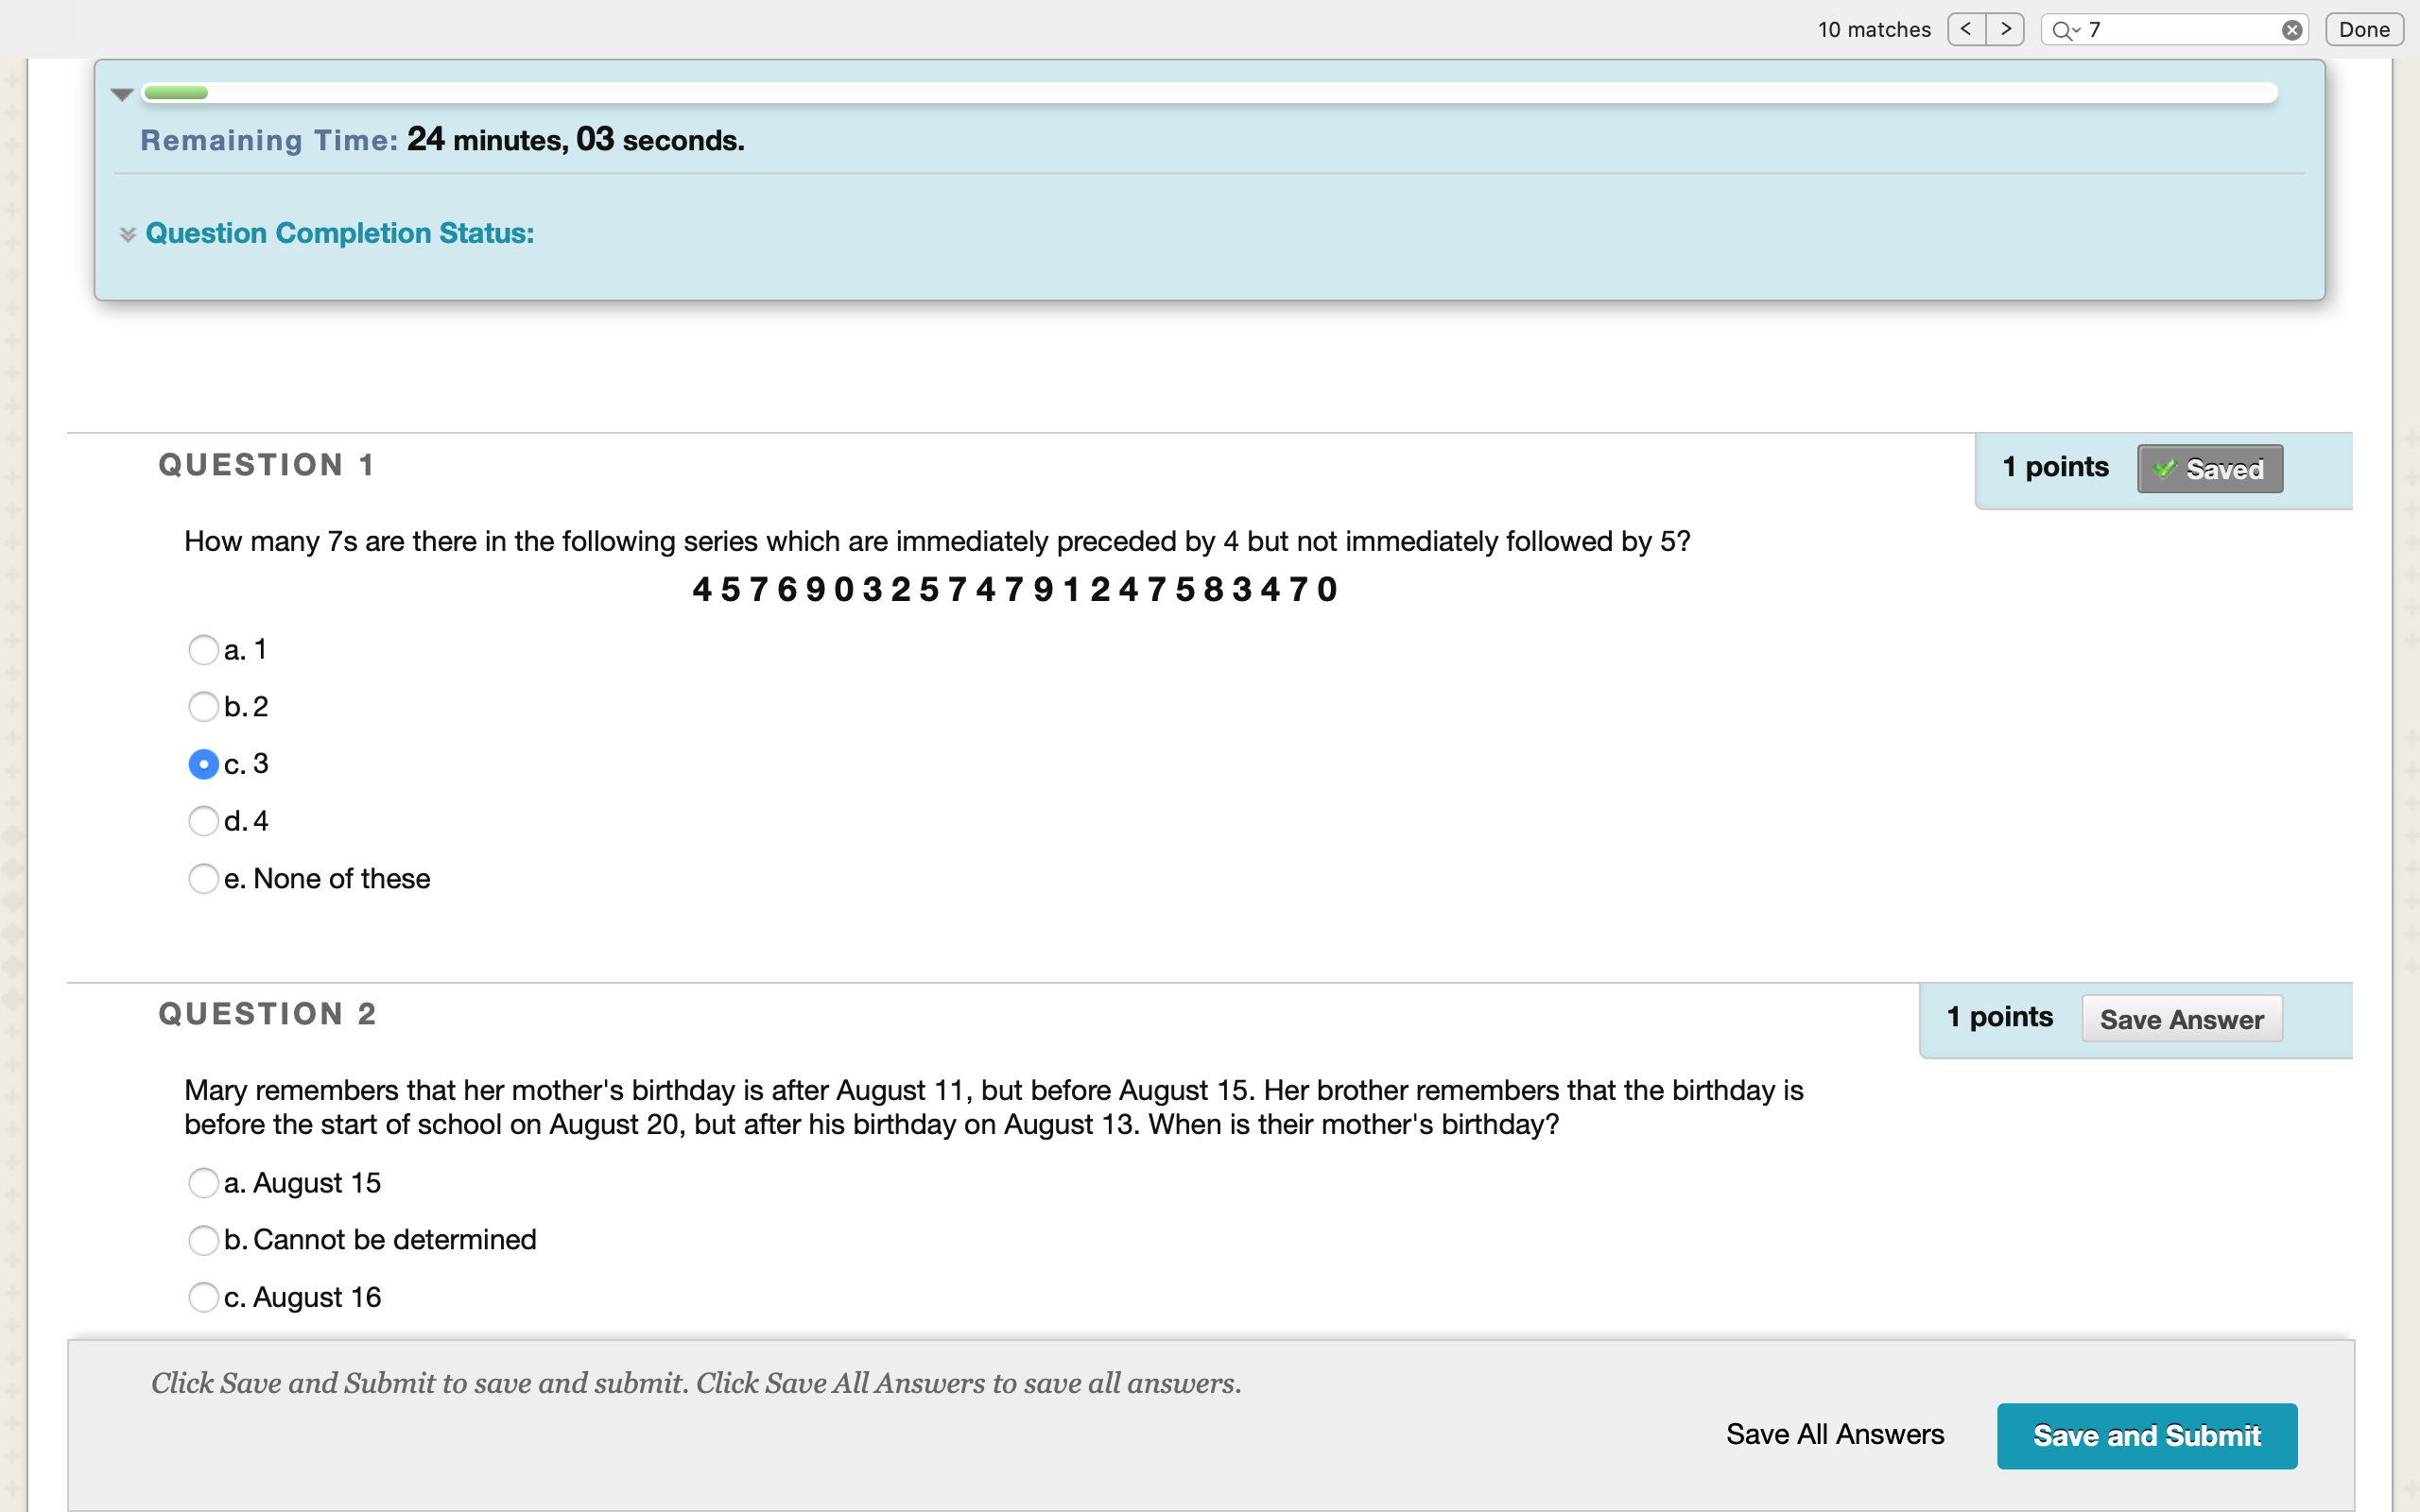 10 matches < > 7 Done
Remaining Time: 24 minutes, 03 seconds.
Question Completion Status:
QUESTION 1
1 points Saved
How many 7s are there in the following series which are immediately preceded by 4 but not immediately followed by 5?
4 5 7 6 9 0 3 2 5 7 4 7 9 1 2 4 7 5 8 3 4 7 0
a. 1
b. 2
c. 3
d. 4
e. None of these
QUESTION 2
1 points Save Answer
Mary remembers that her mother's birthday is after August 11, but before August 15. Her brother remembers that the birthday is
before the start of school on August 20, but after his birthday on August 13. When is their mother's birthday?
a. August 15
b. Cannot be determined
c. August 16
Click Save and Submit to save and submit. Click Save All Answers to save all answers.
Save All Answers Save and Submit